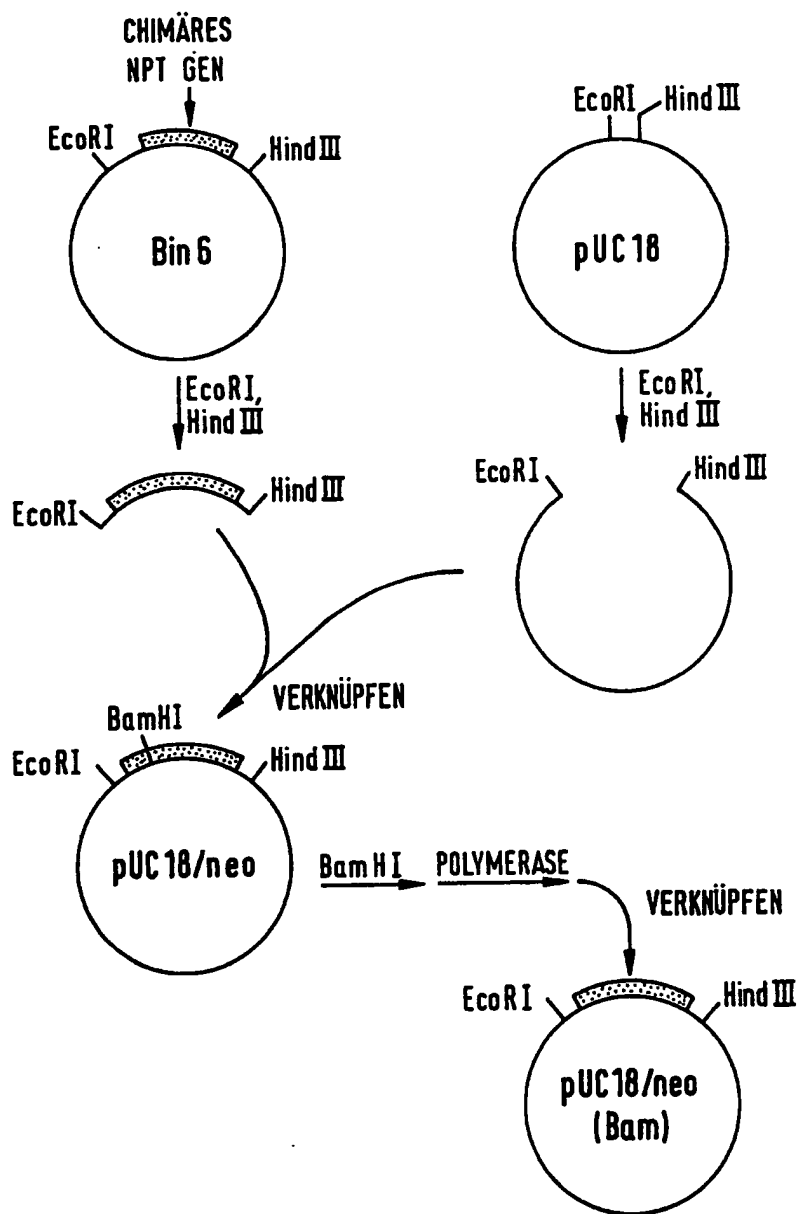 CHIMÄRES
NPT GEN
EcoRI
Hind III
Bin 6
EcoRI,
Hind III
EcoRI
Hind III
EcoRI
Hind III
pUC 18
EcoRI,
Hind III
EcoRI
Hind III
VERKNÜPFEN
BamHI
EcoRI
Hind III
pUC 18/neo
BamHI
POLYMERASE
VERKNÜPFEN
EcoRI
Hind III
pUC 18/neo
(Bam)